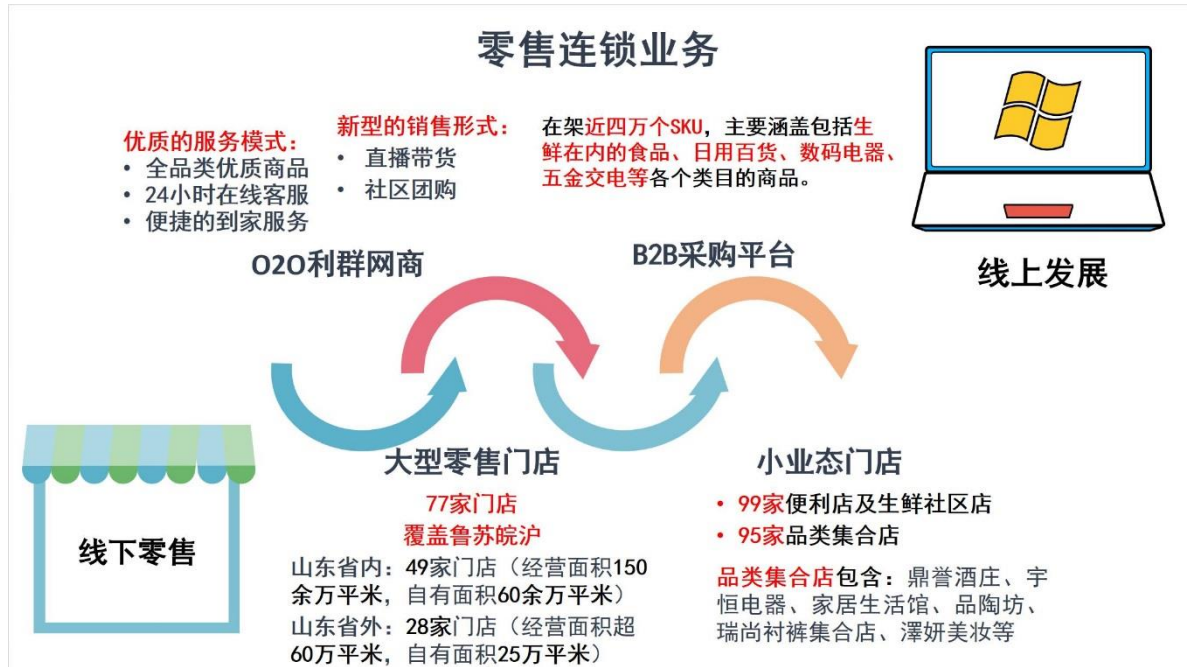 零售连锁业务
优质的服务模式：
• 全品类优质商品
• 24小时在线客服
• 便捷的到家服务
新型的销售形式：
• 直播带货
• 社区团购
在架近四万个SKU，主要涵盖包括生
鲜在内的食品、日用百货、数码电器、
五金交电等各个类目的商品。
O2O利群网商
B2B采购平台
线上发展
线下零售
大型零售门店
77家门店
覆盖鲁苏皖沪
山东省内：49家门店（经营面积150
余万平米，自有面积60余万平米）
山东省外：28家门店（经营面积超
60万平米，自有面积25万平米）
小业态门店
• 99家便利店及生鲜社区店
• 95家品类集合店
品类集合店包含：鼎誉酒庄、宇
恒电器、家居生活馆、品陶坊、
瑞尚衬裤集合店、澤妍美妆等